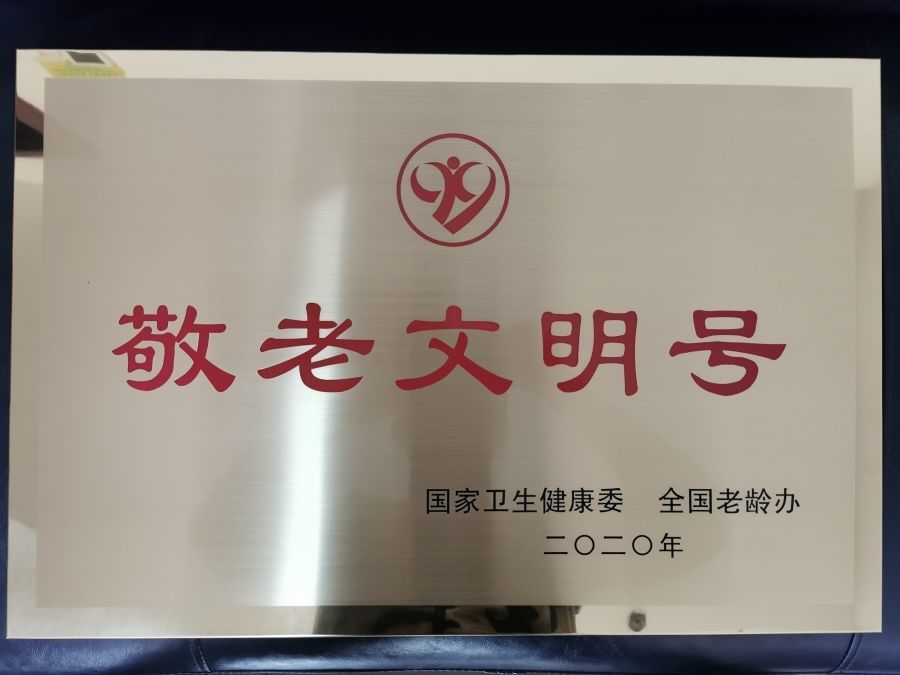 敬老文明号
国家卫生健康委 全国老龄办
二〇二〇年